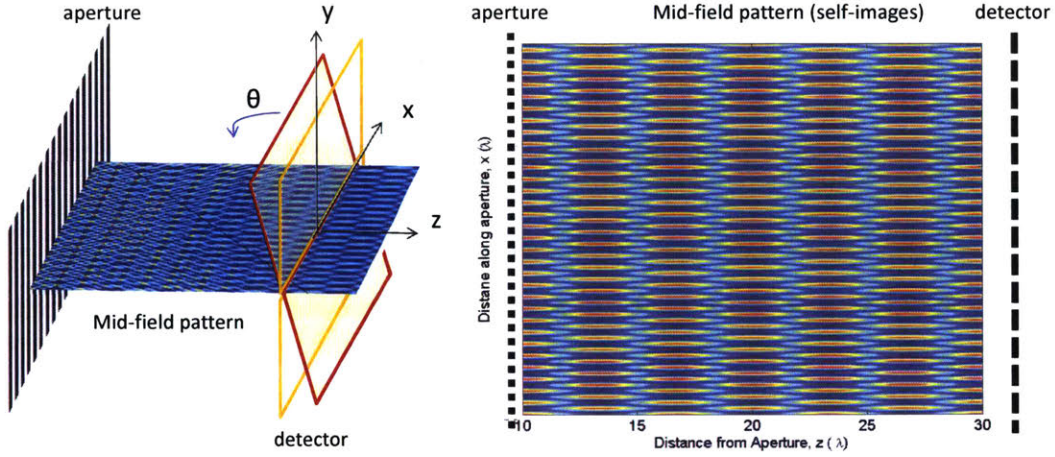 aperture
y
θ
x
z
Mid-field pattern
detector
aperture
Mid-field pattern (self-images)
detector
Distane along aperture, x (λ)
10
15
20
25
30
Distance from Aperture, z ( λ)